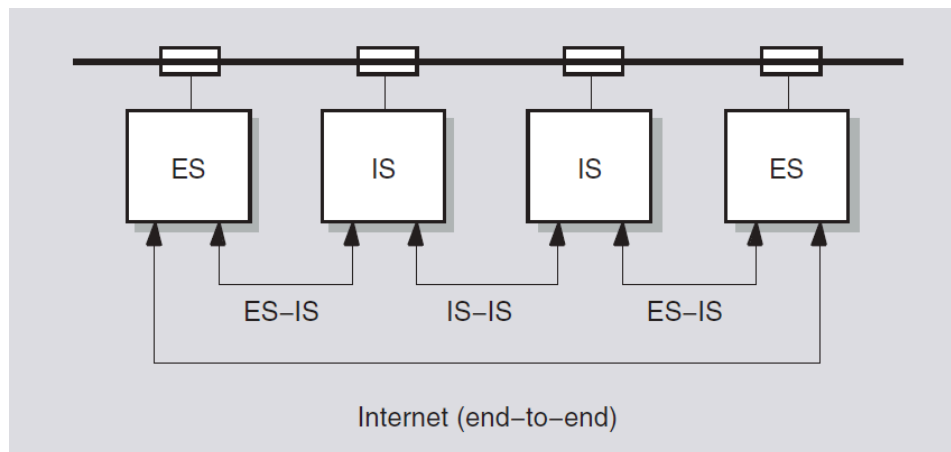 ES IS IS ES
ES–IS IS–IS ES–IS
Internet (end–to–end)